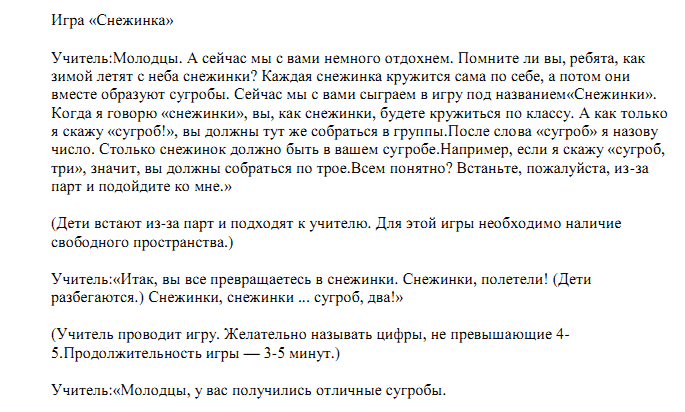 Игра «Снежинка»
Учитель:Молодцы. А сейчас мы с вами немного отдохнем. Помните ли вы, ребята, как
зимой летят с неба снежинки? Каждая снежинка кружится сама по себе, а потом они
вместе образуют сугробы. Сейчас мы с вами сыграем в игру под названием«Снежинки».
Когда я говорю «снежинки», вы, как снежинки, будете кружиться по классу. А как только
я скажу «сугроб!», вы должны тут же собраться в группы.После слова «сугроб» я назову
число. Столько снежинок должно быть в вашем сугробе.Например, если я скажу «сугроб,
три», значит, вы должны собраться по трое.Всем понятно? Встаньте, пожалуйста, из-за
парт и подойдите ко мне.»
(Дети встают из-за парт и подходят к учителю. Для этой игры необходимо наличие
свободного пространства.)
Учитель:«Итак, вы все превращаетесь в снежинки. Снежинки, полетели! (Дети
разбегаются.) Снежинки, снежинки ... сугроб, два!»
(Учитель проводит игру. Желательно называть цифры, не превышающие 4-
5.Продолжительность игры — 3-5 минут.)
Учитель:«Молодцы, у вас получились отличные сугробы.